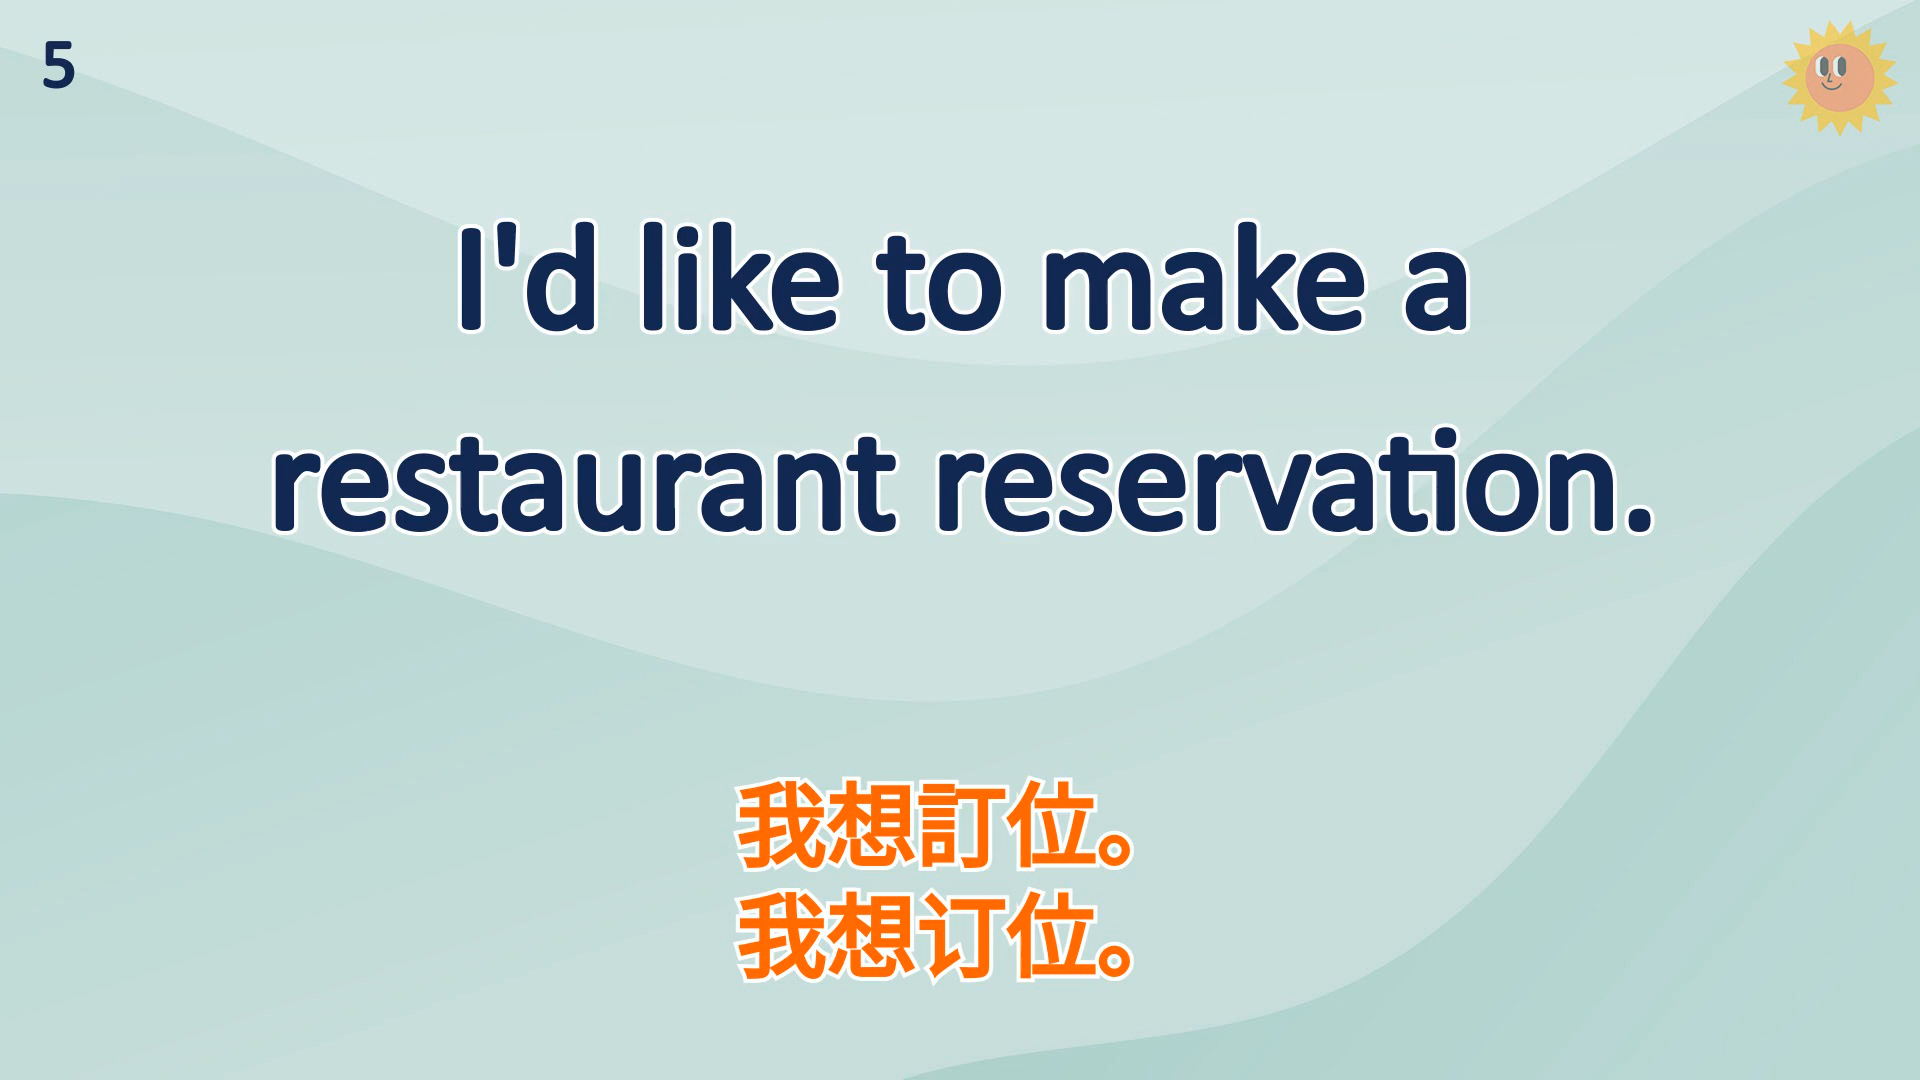 5
I'd like to make a
restaurant reservation.
我想訂位。
我想订位。